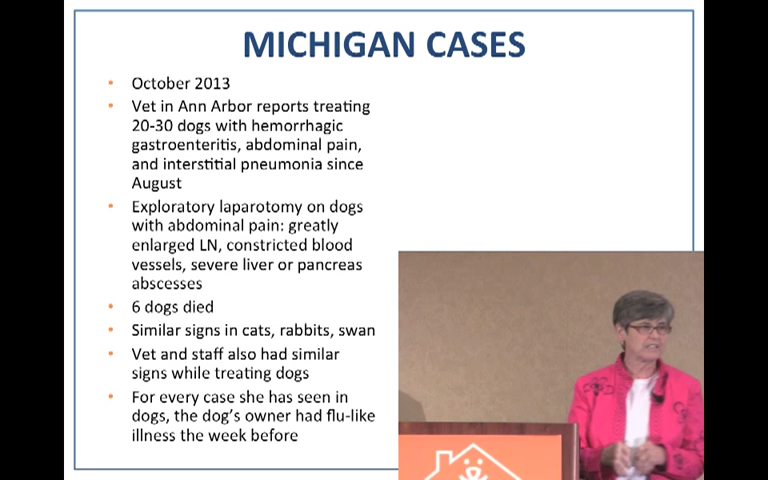 MICHIGAN CASES
• October 2013
• Vet in Ann Arbor reports treating
20-30 dogs with hemorrhagic
gastroenteritis, abdominal pain,
and interstitial pneumonia since
August
• Exploratory laparotomy on dogs
with abdominal pain: greatly
enlarged LN, constricted blood
vessels, severe liver or pancreas
abscesses
• 6 dogs died
• Similar signs in cats, rabbits, swan
• Vet and staff also had similar
signs while treating dogs
• For every case she has seen in
dogs, the dog's owner had flu-like
illness the week before